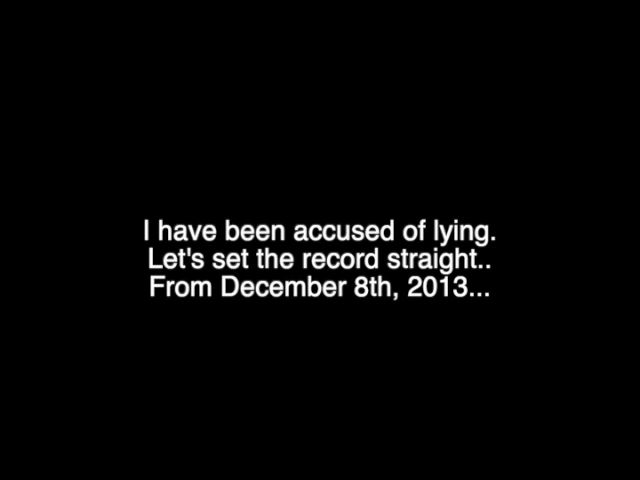 I have been accused of lying.
Let's set the record straight..
From December 8th, 2013...